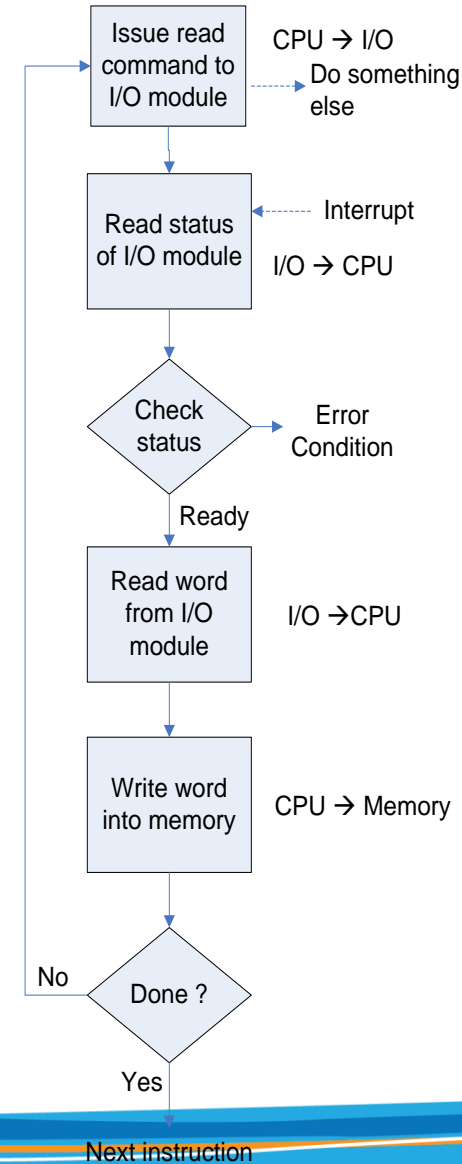 Issue read
command to
I/O module
CPU → I/O
Do something
else
Read status
of I/O module
Interrupt
I/O → CPU
Check
status
Error
Condition
Ready
Read word
from I/O
module
I/O →CPU
Write word
into memory
CPU → Memory
No
Done ?
Yes
Next instruction